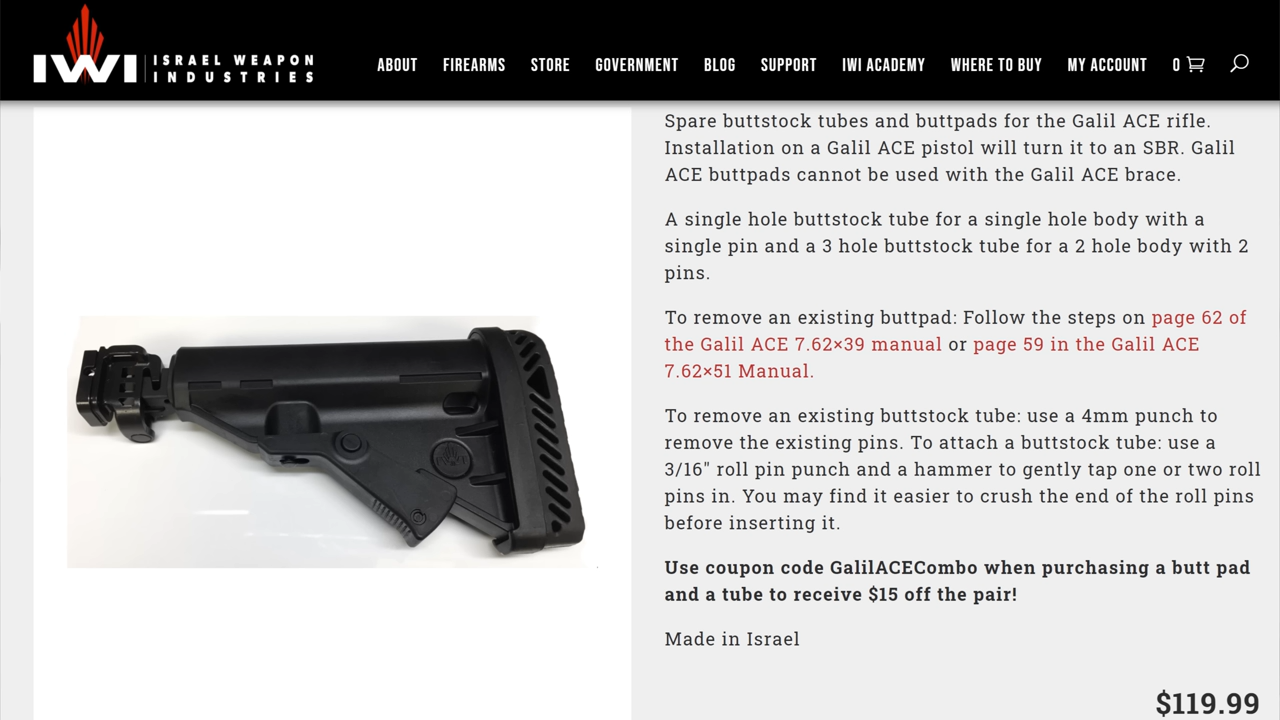 IWI
ISRAEL WEAPON
INDUSTRIES
ABOUT FIREARMS STORE GOVERNMENT BLOG SUPPORT IWI ACADEMY WHERE TO BUY MY ACCOUNT 0
Spare buttstock tubes and buttpads for the Galil ACE rifle.
Installation on a Galil ACE pistol will turn it to an SBR. Galil
ACE buttpads cannot be used with the Galil ACE brace.
A single hole buttstock tube for a single hole body with a
single pin and a 3 hole buttstock tube for a 2 hole body with 2
pins.
To remove an existing buttpad: Follow the steps on page 62 of
the Galil ACE 7.62×39 manual or page 59 in the Galil ACE
7.62×51 Manual.
To remove an existing buttstock tube: use a 4mm punch to
remove the existing pins. To attach a buttstock tube: use a
3/16" roll pin punch and a hammer to gently tap one or two roll
pins in. You may find it easier to crush the end of the roll pins
before inserting it.
Use coupon code GalilACECombo when purchasing a butt pad
and a tube to receive $15 off the pair!
Made in Israel
$119.99
IWI